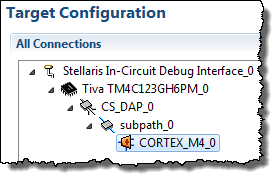 Target Configuration
All Connections
Stellaris In-Circuit Debug Interface_0
Tiva TM4C123GH6PM_0
CS_DAP_0
subpath_0
CORTEX_M4_0